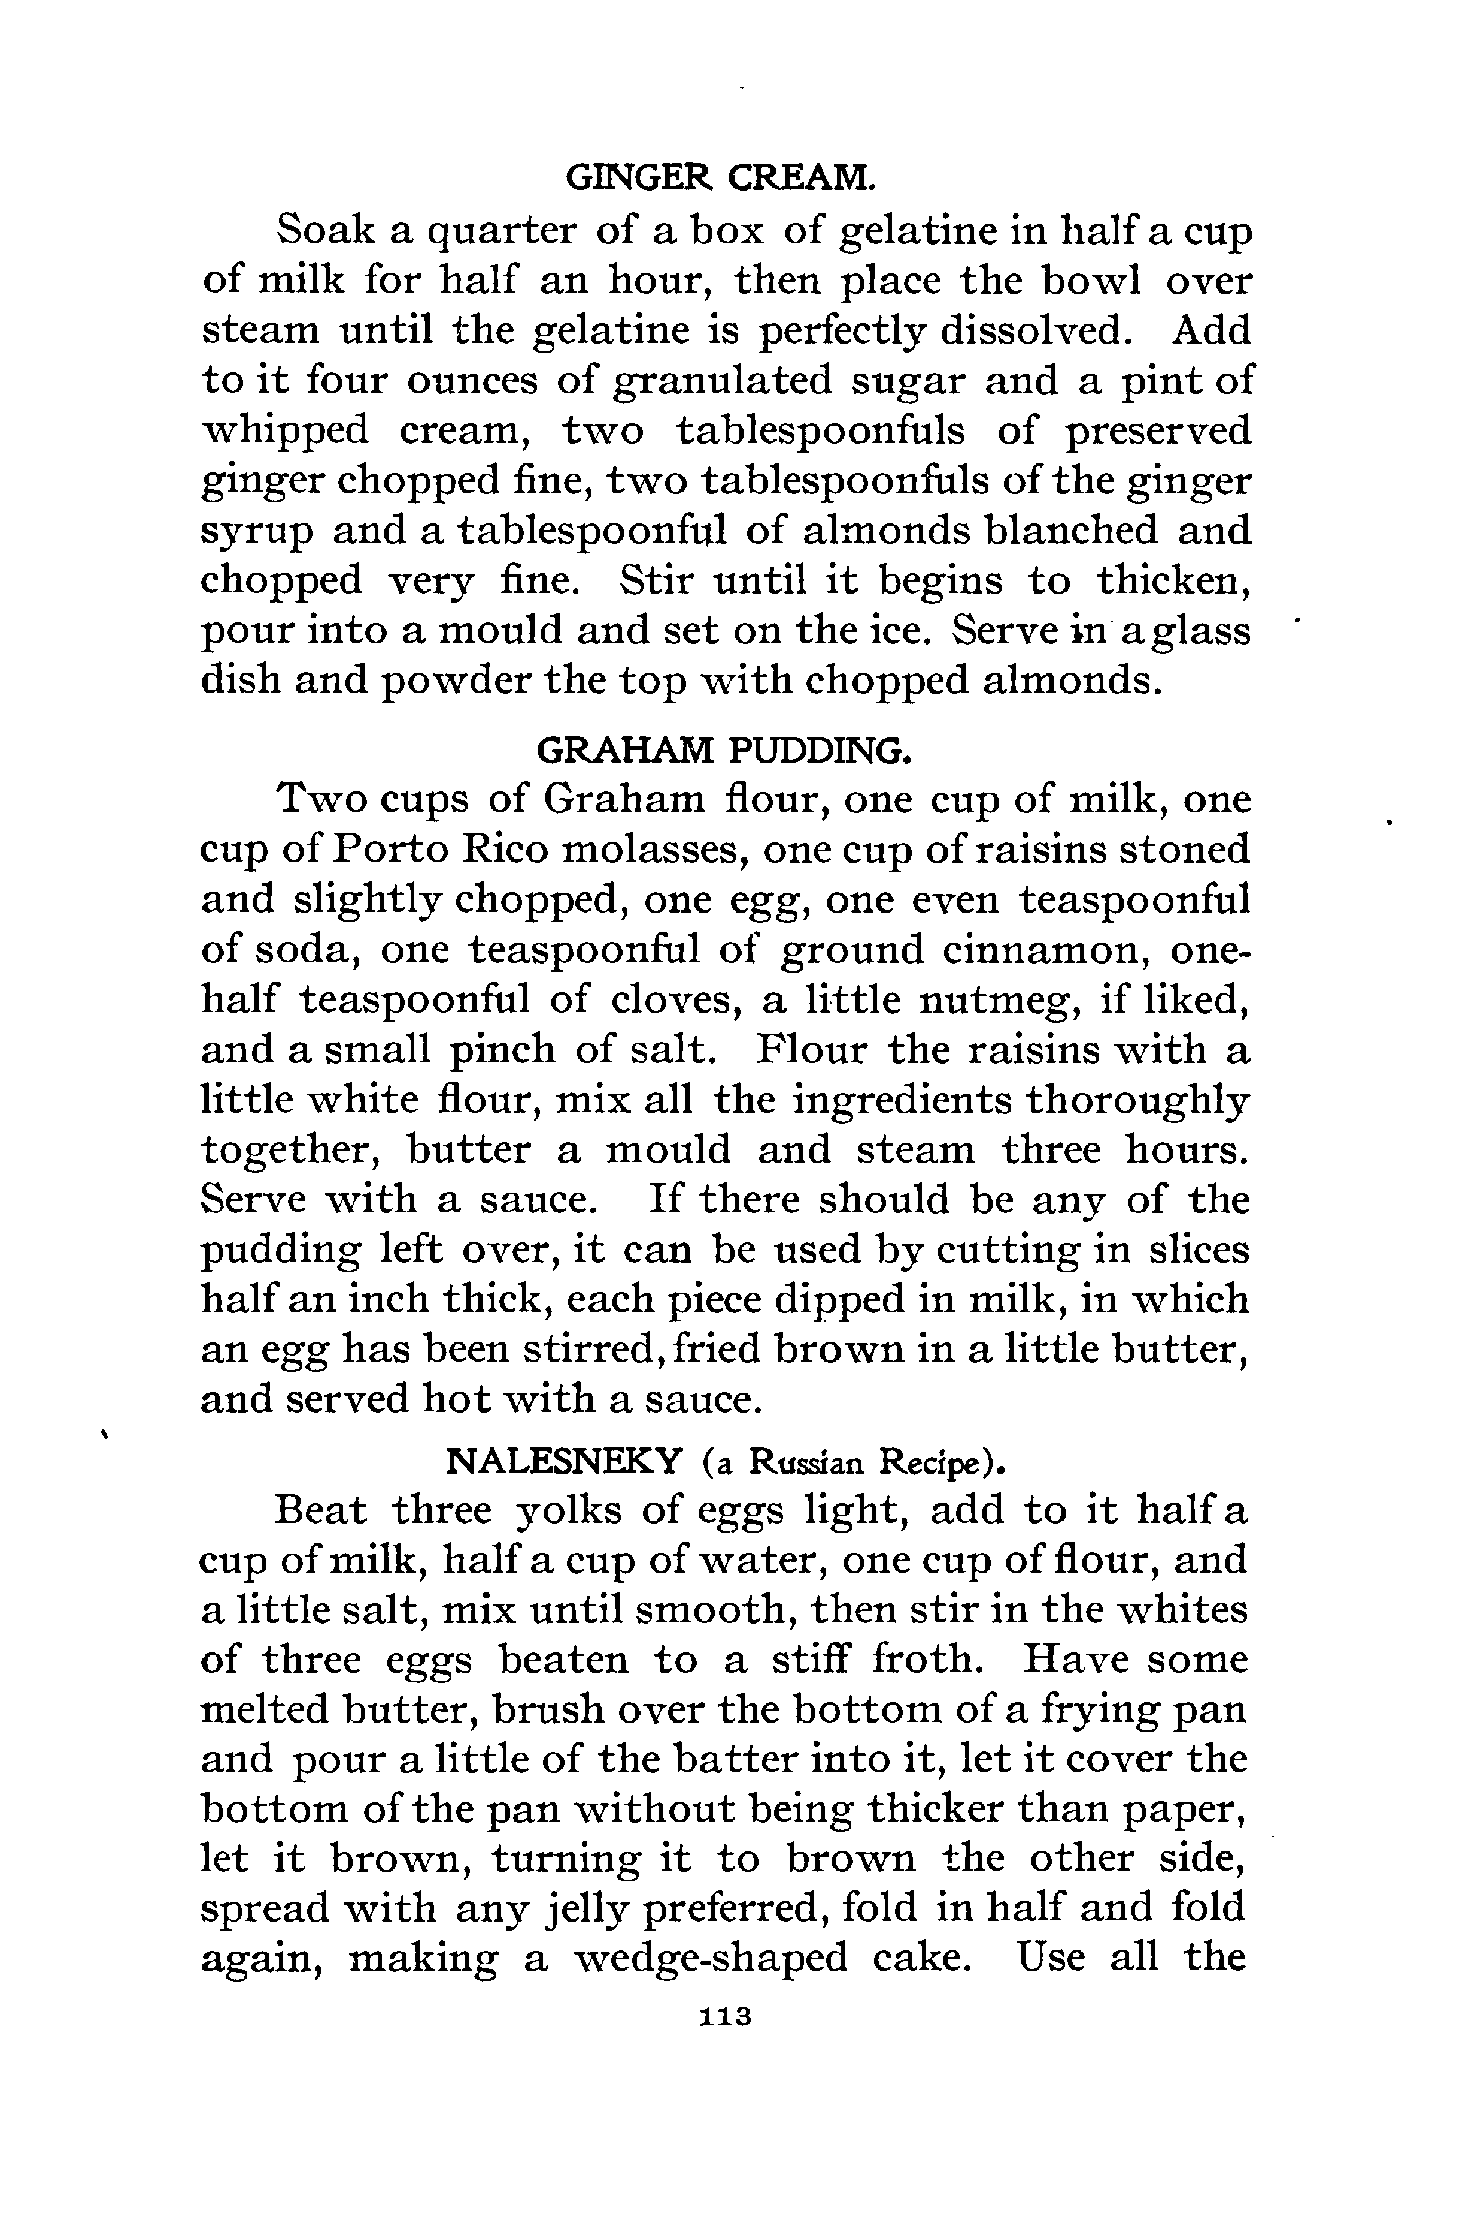 GINGER CREAM.
Soak a quarter of a box of gelatine in half a cup
of milk for half an hour, then place the bowl over
steam until the gelatine is perfectly dissolved. Add
to it four ounces of granulated sugar and a pint of
whipped cream, two tablespoonfuls of preserved
ginger chopped fine, two tablespoonfuls of the ginger
syrup and a tablespoonful of almonds blanched and
chopped very fine. Stir until it begins to thicken,
pour into a mould and set on the ice. Serve in a glass
dish and powder the top with chopped almonds.
GRAHAM PUDDING.
Two cups of Graham flour, one cup of milk, one
cup of Porto Rico molasses, one cup of raisins stoned
and slightly chopped, one egg, one even teaspoonful
of soda, one teaspoonful of ground cinnamon, one-
half teaspoonful of cloves, a little nutmeg, if liked,
and a small pinch of salt. Flour the raisins with a
little white flour, mix all the ingredients thoroughly
together, butter a mould and steam three hours.
Serve with a sauce. If there should be any of the
pudding left over, it can be used by cutting in slices
half an inch thick, each piece dipped in milk, in which
an egg has been stirred, fried brown in a little butter,
and served hot with a sauce.
NALESNEKY (a Russian Recipe).
Beat three yolks of eggs light, add to it half a
cup of milk, half a cup of water, one cup of flour, and
a little salt, mix until smooth, then stir in the whites
of three eggs beaten to a stiff froth. Have some
melted butter, brush over the bottom of a frying pan
and pour a little of the batter into it, let it cover the
bottom of the pan without being thicker than paper,
let it brown, turning it to brown the other side,
spread with any jelly preferred, fold in half and fold
again, making a wedge-shaped cake. Use all the
113